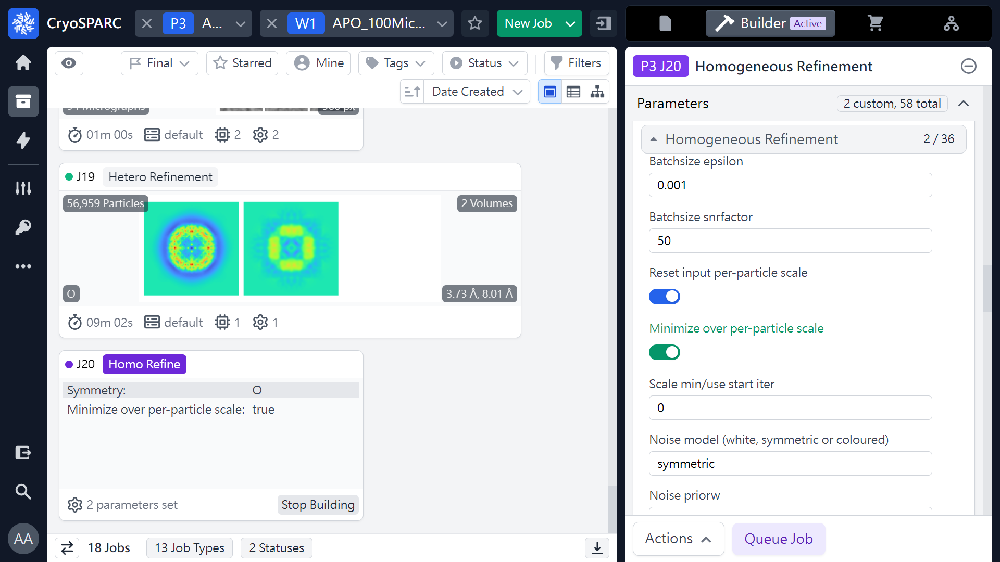 CryoSPARC
P3 A...
W1 APO_100Mic...
New Job
Builder Active
Final
Starred
Mine
Tags
Status
Filters
Date Created
01m 00s default 2 2
J19 Hetero Refinement
56,959 Particles
2 Volumes
O
3.73 Å, 8.01 Å
09m 02s default 1 1
J20 Homo Refine
Symmetry: O
Minimize over per-particle scale: true
2 parameters set
Stop Building
18 Jobs
13 Job Types
2 Statuses
AA
P3 J20 Homogeneous Refinement
Parameters
2 custom, 58 total
Homogeneous Refinement 2 / 36
Batchsize epsilon
0.001
Batchsize snrfactor
50
Reset input per-particle scale
Minimize over per-particle scale
Scale min/use start iter
0
Noise model (white, symmetric or coloured)
symmetric
Noise priorw
Actions
Queue Job